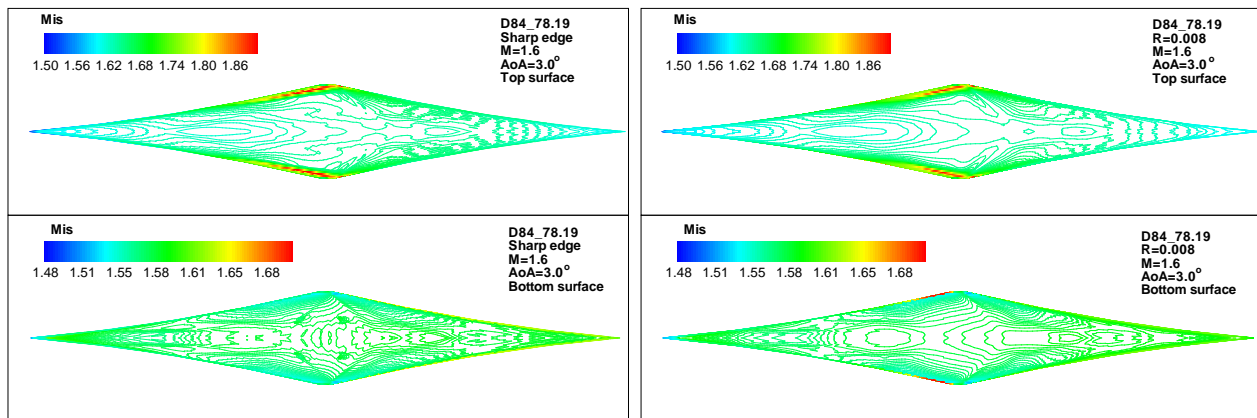 Mis
1.50 1.56 1.62 1.68 1.74 1.80 1.86
D84_78.19
Sharp edge
M=1.6
AoA=3.0°
Top surface
Mis
1.50 1.56 1.62 1.68 1.74 1.80 1.86
D84_78.19
R=0.008
M=1.6
AoA=3.0°
Top surface
Mis
1.48 1.51 1.55 1.58 1.61 1.65 1.68
D84_78.19
Sharp edge
M=1.6
AoA=3.0°
Bottom surface
Mis
1.48 1.51 1.55 1.58 1.61 1.65 1.68
D84_78.19
R=0.008
M=1.6
AoA=3.0°
Bottom surface